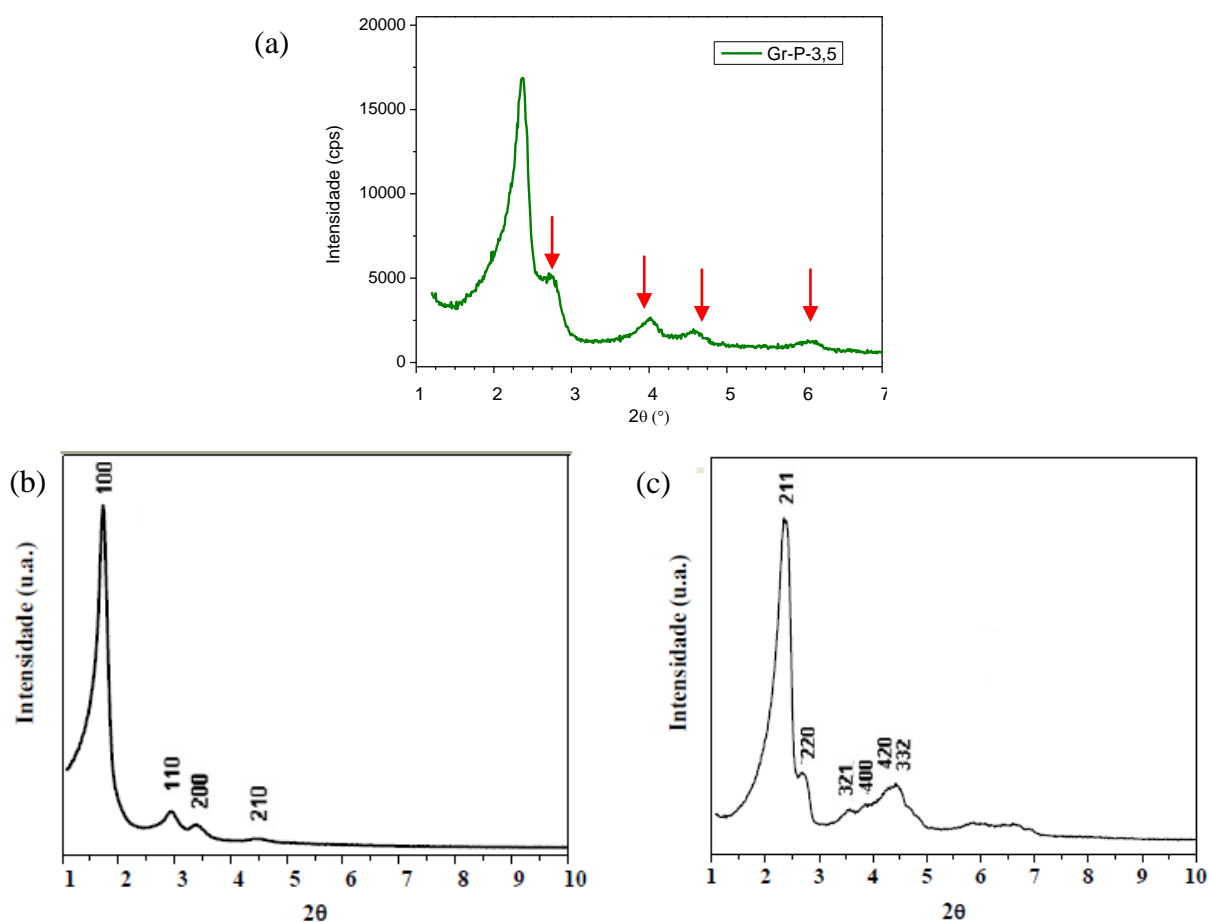 (a)
Intensidade (cps)
20000
15000
10000
5000
0
Gr-P-3,5
1 2 3 4 5 6 7
2θ (°)
(b)
Intensidade (u.a.)
100
110
200
210
1 2 3 4 5 6 7 8 9 10
2θ
(c)
Intensidade (u.a.)
211
220
321
400
420
332
1 2 3 4 5 6 7 8 9 10
2θ